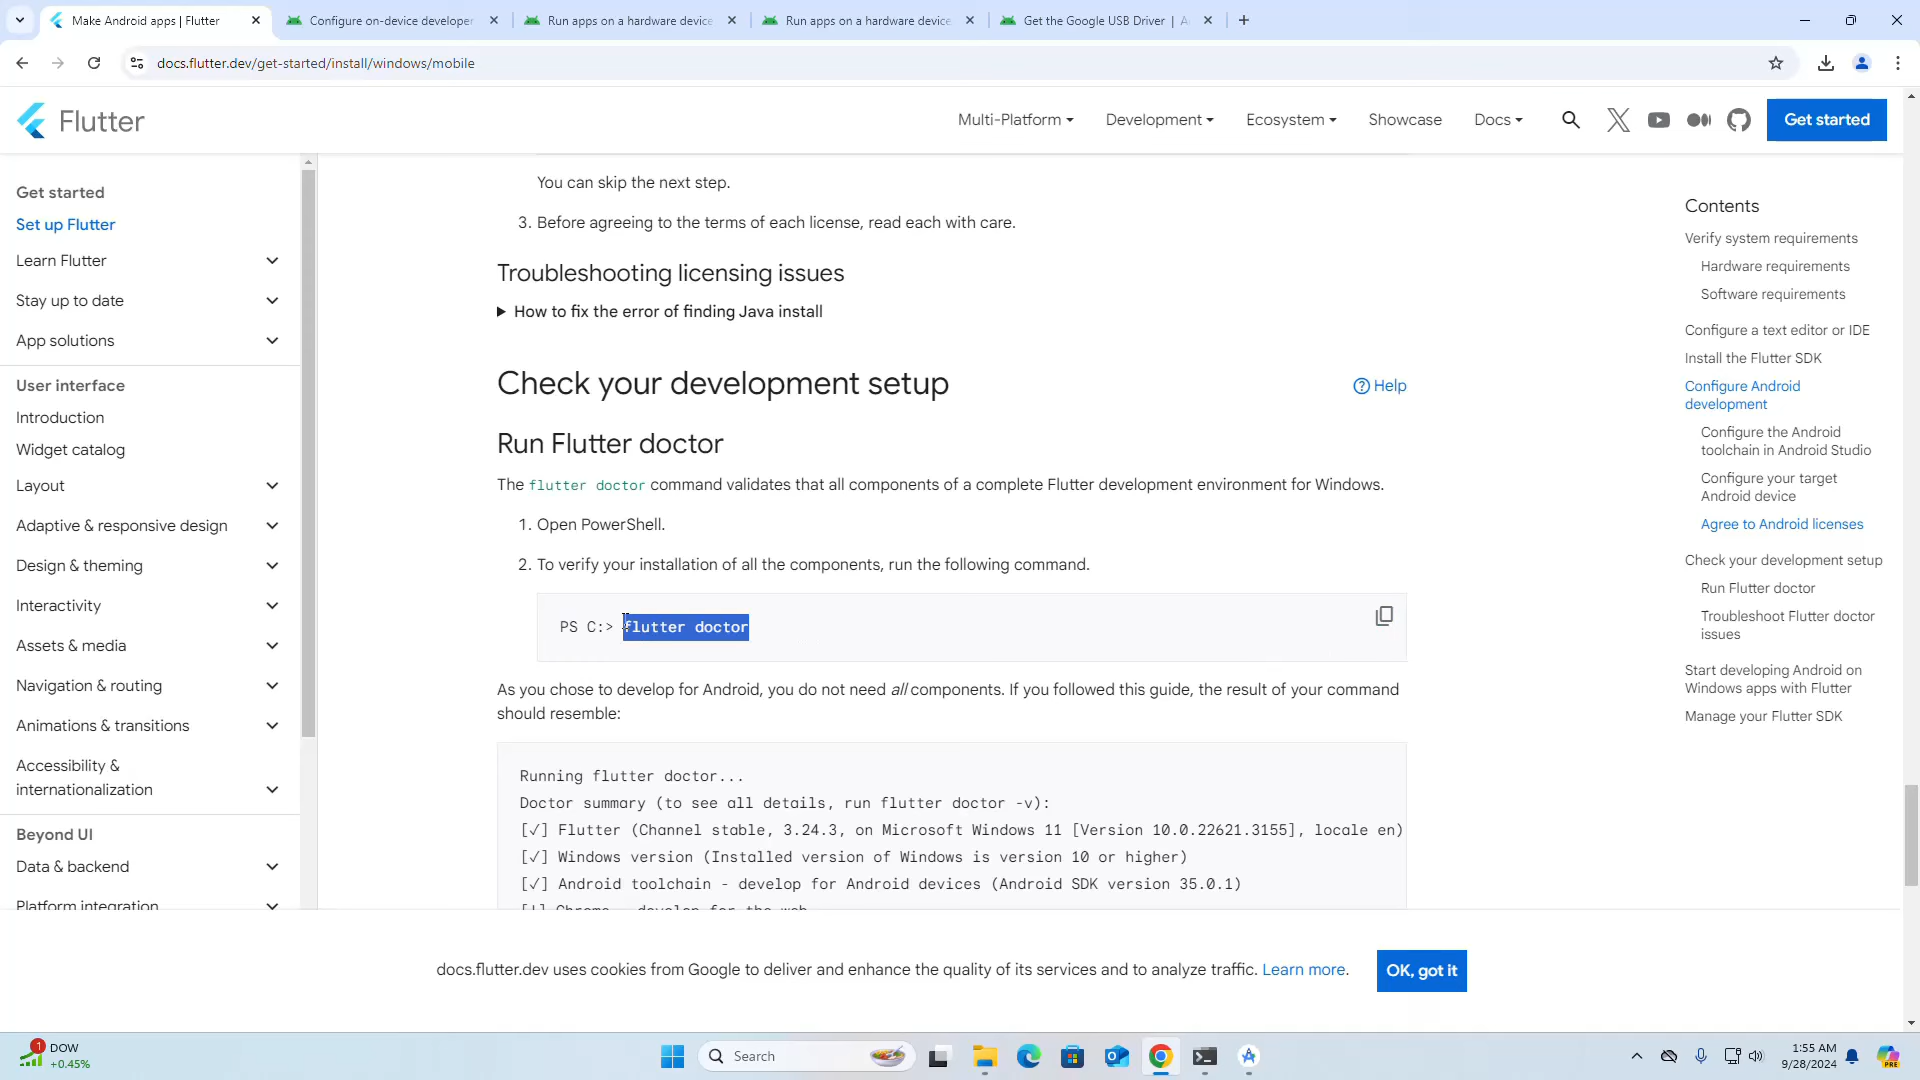 Make Android apps | Flutter
Configure on-device developer
Run apps on a hardware device
Run apps on a hardware device
Get the Google USB Driver | A
docs.flutter.dev/get-started/install/windows/mobile
Flutter
Multi-Platform
Development
Ecosystem
Showcase
Docs
Get started
Get started
Set up Flutter
Learn Flutter
Stay up to date
App solutions
User interface
Introduction
Widget catalog
Layout
Adaptive & responsive design
Design & theming
Interactivity
Assets & media
Navigation & routing
Animations & transitions
Accessibility &
internationalization
Beyond UI
Data & backend
Platform integration
You can skip the next step.
3. Before agreeing to the terms of each license, read each with care.
Troubleshooting licensing issues
How to fix the error of finding Java install
Check your development setup
Help
Run Flutter doctor
The flutter doctor command validates that all components of a complete Flutter development environment for Windows.
1. Open PowerShell.
2. To verify your installation of all the components, run the following command.
PS C:> flutter doctor
As you chose to develop for Android, you do not need all components. If you followed this guide, the result of your command
should resemble:
Running flutter doctor...
Doctor summary (to see all details, run flutter doctor -v):
[✓] Flutter (Channel stable, 3.24.3, on Microsoft Windows 11 [Version 10.0.22621.3155], locale en)
[✓] Windows version (Installed version of Windows is version 10 or higher)
[✓] Android toolchain - develop for Android devices (Android SDK version 35.0.1)
[!] Chrome - develop for the web
Contents
Verify system requirements
Hardware requirements
Software requirements
Configure a text editor or IDE
Install the Flutter SDK
Configure Android
development
Configure the Android
toolchain in Android Studio
Configure your target
Android device
Agree to Android licenses
Check your development setup
Run Flutter doctor
Troubleshoot Flutter doctor
issues
Start developing Android on
Windows apps with Flutter
Manage your Flutter SDK
docs.flutter.dev uses cookies from Google to deliver and enhance the quality of its services and to analyze traffic. Learn more.
OK, got it
1
DOW
+0.45%
Search
1:55 AM
9/28/2024
PRE